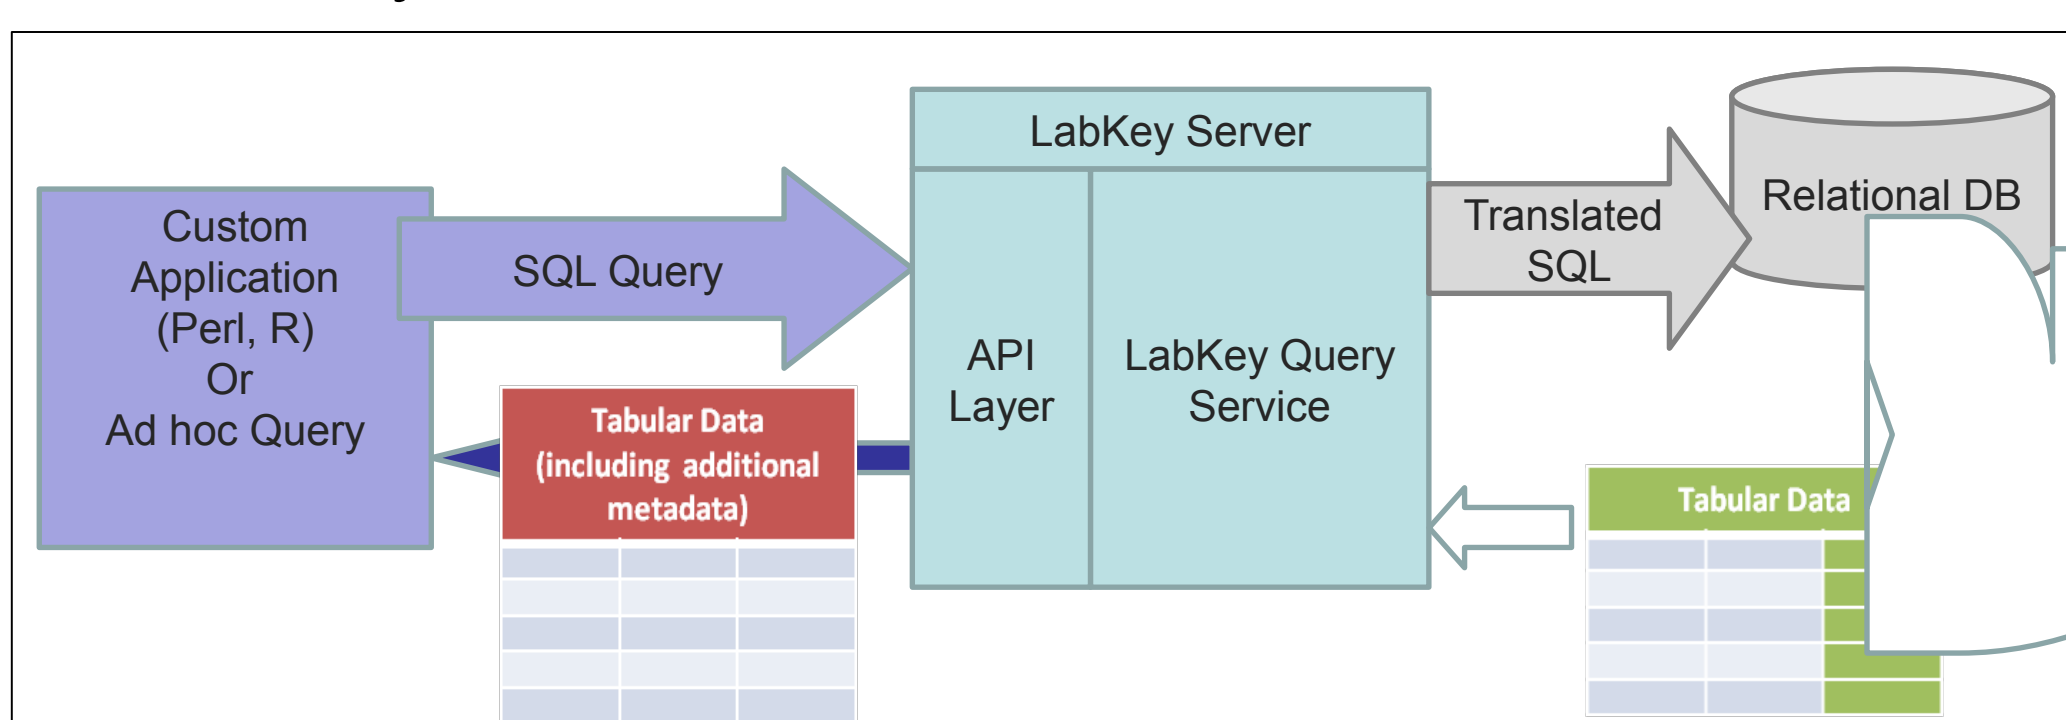 LabKey Server
Relational DB
Custom
Application
(Perl, R)
Or
Ad hoc Query
SQL Query
Translated
SQL
API
Layer
LabKey Query
Service
Tabular Data
(including additional
metadata)
Tabular Data